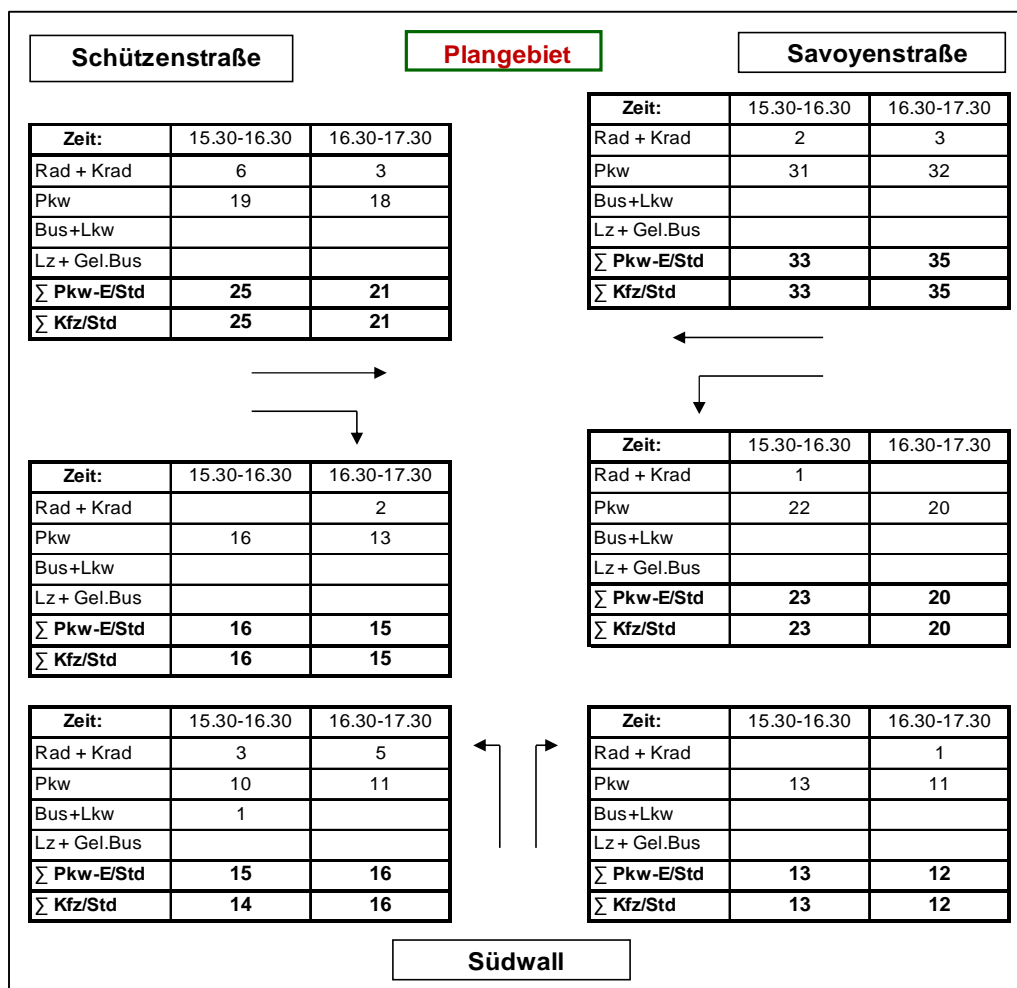 Schützenstraße
Plangebiet
Savoyenstraße
Zeit: 15.30-16.30 16.30-17.30
Rad + Krad 6 3
Pkw 19 18
Bus+Lkw
Lz + Gel.Bus
∑ Pkw-E/Std 25 21
∑ Kfz/Std 25 21
Zeit: 15.30-16.30 16.30-17.30
Rad + Krad 2 3
Pkw 31 32
Bus+Lkw
Lz + Gel.Bus
∑ Pkw-E/Std 33 35
∑ Kfz/Std 33 35
Zeit: 15.30-16.30 16.30-17.30
Rad + Krad 2
Pkw 16 13
Bus+Lkw
Lz + Gel.Bus
∑ Pkw-E/Std 16 15
∑ Kfz/Std 16 15
Zeit: 15.30-16.30 16.30-17.30
Rad + Krad 1
Pkw 22 20
Bus+Lkw
Lz + Gel.Bus
∑ Pkw-E/Std 23 20
∑ Kfz/Std 23 20
Zeit: 15.30-16.30 16.30-17.30
Rad + Krad 3 5
Pkw 10 11
Bus+Lkw 1
Lz + Gel.Bus
∑ Pkw-E/Std 15 16
∑ Kfz/Std 14 16
Zeit: 15.30-16.30 16.30-17.30
Rad + Krad 1
Pkw 13 11
Bus+Lkw
Lz + Gel.Bus
∑ Pkw-E/Std 13 12
∑ Kfz/Std 13 12
Südwall